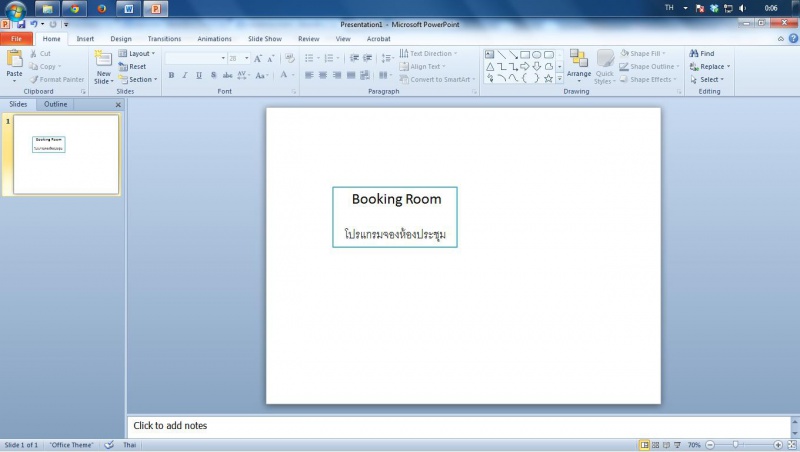 TH
0:06
Presentation1 - Microsoft PowerPoint
File
Home
Insert
Design
Transitions
Animations
Slide Show
Review
View
Acrobat
Paste
Cut
Copy
Format Painter
Clipboard
New Slide
Layout
Reset
Section
Slides
28
Font
Paragraph
Text Direction
Align Text
Convert to SmartArt
Arrange
Quick Styles
Shape Fill
Shape Outline
Shape Effects
Drawing
Find
Replace
Select
Editing
Slides
Outline
1
Booking Room
โปรแกรมจองห้องประชุม
Booking Room
โปรแกรมจองห้องประชุม
Click to add notes
Slide 1 of 1
"Office Theme"
Thai
70%